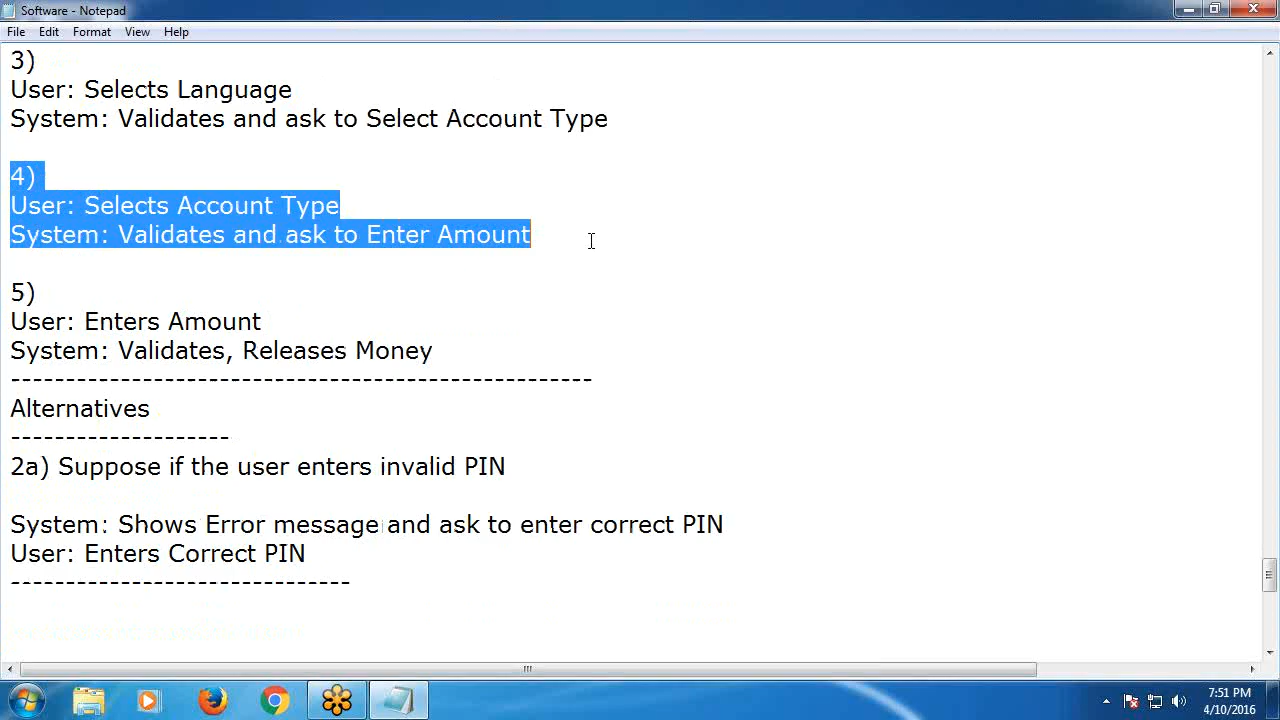 Software - Notepad
File Edit Format View Help
3)
User: Selects Language
System: Validates and ask to Select Account Type
4)
User: Selects Account Type
System: Validates and ask to Enter Amount
5)
User: Enters Amount
System: Validates, Releases Money
-----------------------------------------------------
Alternatives
--------------------
2a) Suppose if the user enters invalid PIN
System: Shows Error message and ask to enter correct PIN
User: Enters Correct PIN
-------------------------------
7:51 PM
4/10/2016